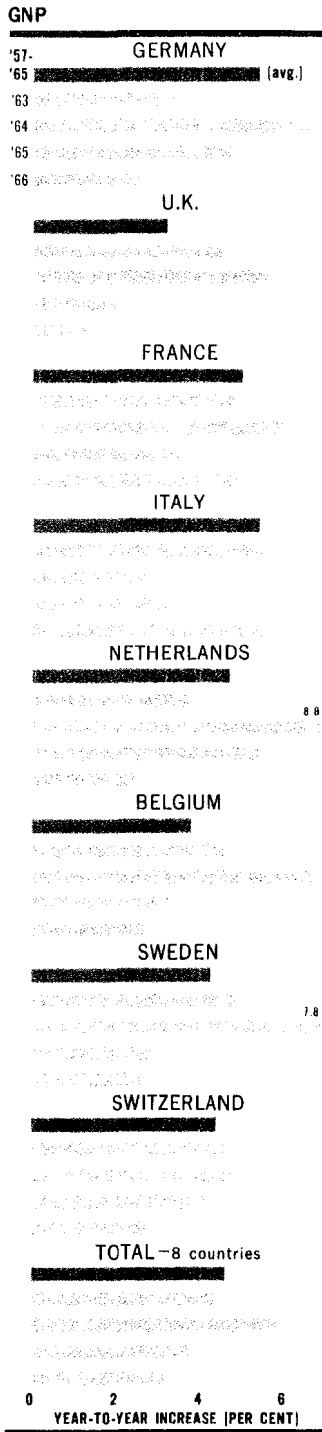 GNP
GERMANY
'57-
'65 (avg.)
'63
'64
'65
'66
U.K.
FRANCE
ITALY
NETHERLANDS
8 8
BELGIUM
SWEDEN
7.8
SWITZERLAND
TOTAL—8 countries
0 2 4 6
YEAR-TO-YEAR INCREASE (PER CENT)